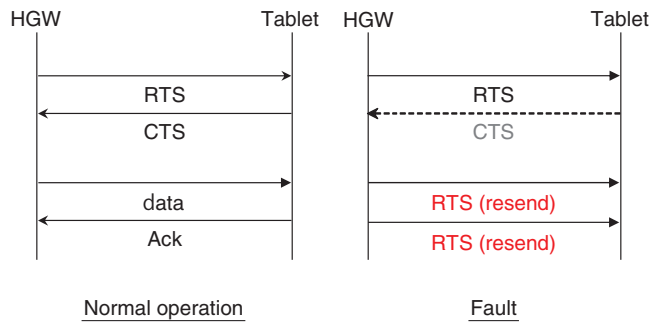 HGW Tablet HGW Tablet
RTS RTS
CTS CTS
data RTS (resend)
Ack RTS (resend)
Normal operation Fault